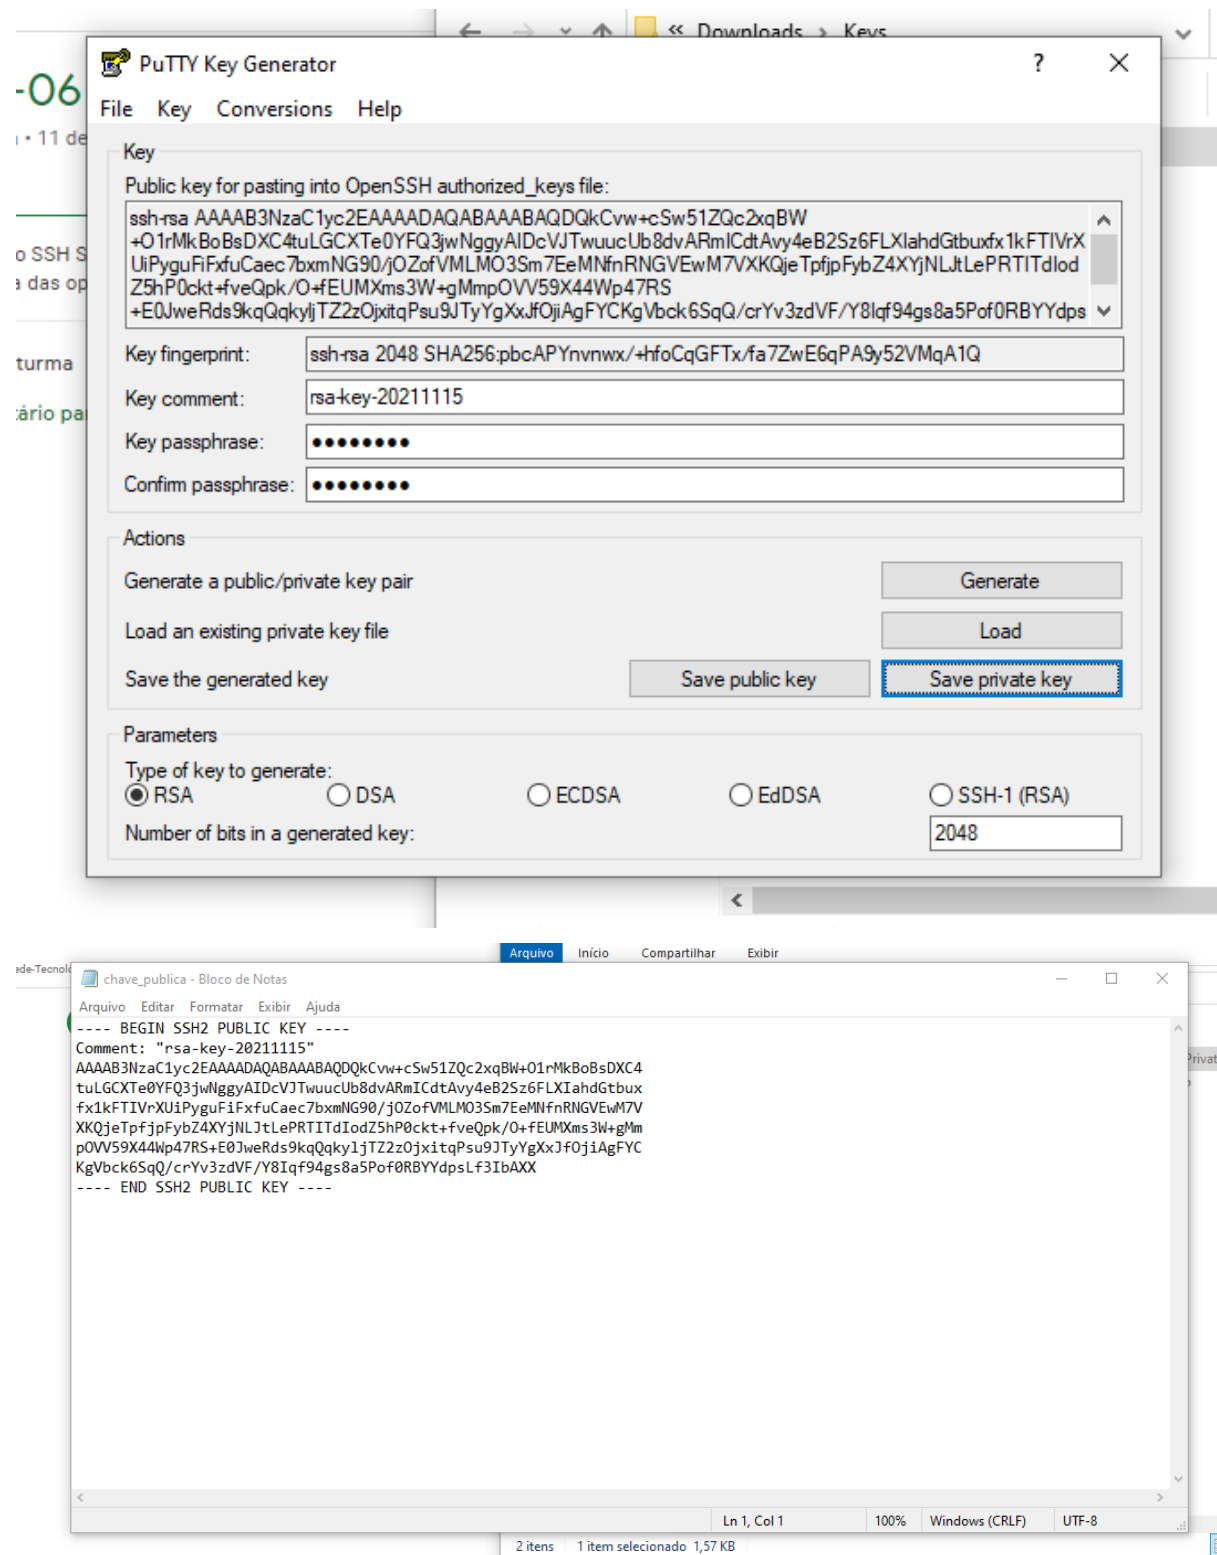 « Downloads › Keys
PuTTY Key Generator
?
-06
File Key Conversions Help
• 11 de
Key
Public key for pasting into OpenSSH authorized_keys file:
ssh-rsa AAAAB3NzaC1yc2EAAAADAQABAAABAQDQkCvw+cSw51ZQc2xqBW
+O1rMkBoBsDXC4tuLGCXTe0YFQ3jwNggyAIDcVJTwuucUb8dvARmICdtAvy4eB2Sz6FLXIahdGtbuxfx1kFTIVrX
UiPyguFiFxfuCaec7bxmNG90/jOZofVMLMO3Sm7EeMNfnRNGVEwM7VXKQjeTpfjpFybZ4XYjNLJtLePRTITdIod
Z5hP0ckt+fveQpk/O+fEUMXms3W+gMmpOVV59X44Wp47RS
+E0JweRds9kqQqkyljTZ2zOjxitqPsu9JTyYgXxJfOjiAgFYCKgVbck6SqQ/crYv3zdVF/Y8Iqf94gs8a5Pof0RBYYdps
o SSH S
a das op
Key fingerprint: ssh-rsa 2048 SHA256:pbcAPYnvnwx/+hfoCqGFTx/fa7ZwE6qPA9y52VMqA1Q
turma
Key comment: rsa-key-20211115
tário pa
Key passphrase: ●●●●●●●●
Confirm passphrase: ●●●●●●●●
Actions
Generate a public/private key pair Generate
Load an existing private key file Load
Save the generated key Save public key Save private key
Parameters
Type of key to generate:
RSA DSA ECDSA EdDSA SSH-1 (RSA)
Number of bits in a generated key: 2048
Arquivo Início Compartilhar Exibir
ede-Tecnol
chave_publica - Bloco de Notas
Arquivo Editar Formatar Exibir Ajuda
---- BEGIN SSH2 PUBLIC KEY ----
Comment: "rsa-key-20211115"
AAAAB3NzaC1yc2EAAAADAQABAAABAQDQkCvw+cSw51ZQc2xqBW+O1rMkBoBsDXC4
tuLGCXTe0YFQ3jwNggyAIDcVJTwuucUb8dvARmICdtAvy4eB2Sz6FLXIahdGtbux
fx1kFTIVrXUiPyguFiFxfuCaec7bxmNG90/jOZofVMLMO3Sm7EeMNfnRNGVEwM7V
XKQjeTpfjpFybZ4XYjNLJtLePRTITdIodZ5hP0ckt+fveQpk/O+fEUMXms3W+gMm
pOVV59X44Wp47RS+E0JweRds9kqQqkyljTZ2zOjxitqPsu9JTyYgXxJfOjiAgFYC
KgVbck6SqQ/crYv3zdVF/Y8Iqf94gs8a5Pof0RBYYdpsLf3IbAXX
---- END SSH2 PUBLIC KEY ----
Privat
Ln 1, Col 1 100% Windows (CRLF) UTF-8
2 itens 1 item selecionado 1,57 KB